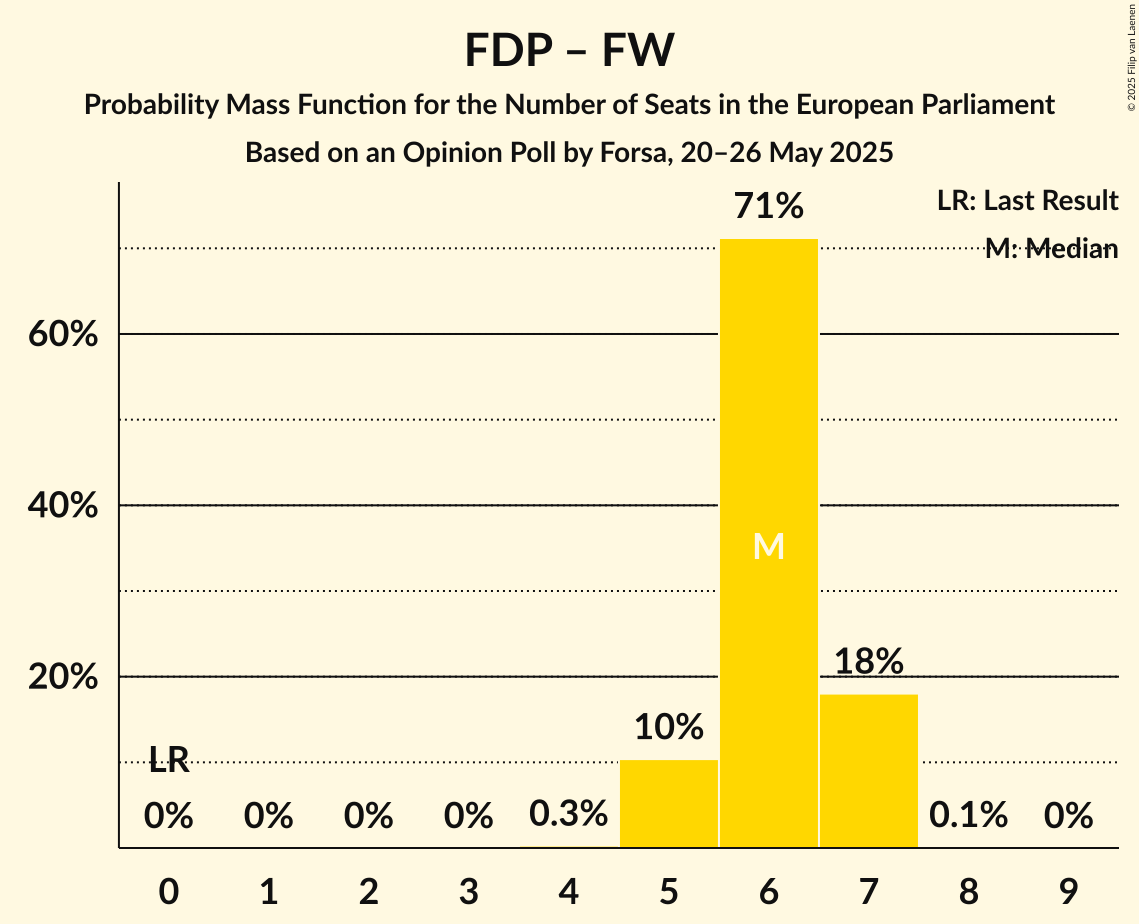 FDP – FW
Probability Mass Function for the Number of Seats in the European Parliament
Based on an Opinion Poll by Forsa, 20–26 May 2025
© 2025 Filip van Laenen
LR: Last Result
M: Median
71%
60%
40%
M
20%
18%
10%
LR
0% 0% 0% 0% 0.3% 0.1% 0%
0 1 2 3 4 5 6 7 8 9